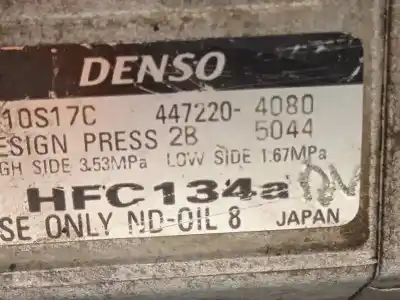 DENSO
10S17C 447220-4080
ESIGN PRESS 2B 5044
GH SIDE 3.53MPa LOW SIDE 1.67MPa
HFC134a
SE ONLY ND-OIL 8 JAPAN